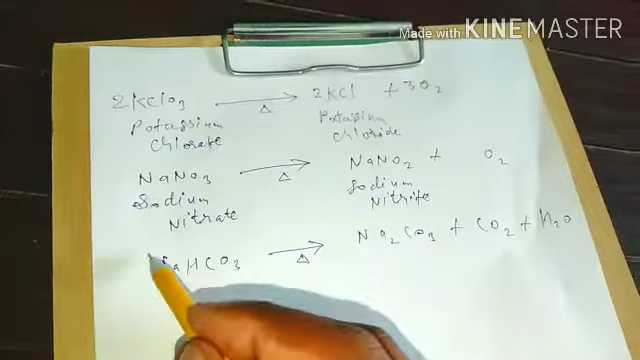 Made with KINEMASTER
2KClO3 → 2KCl + 3O2
△
Potassium Chlorate
Potassium Chloride
NaNO3 → NaNO2 + O2
△
Sodium Nitrate
Sodium Nitrite
aHCO3 → Na2CO3 + CO2 + H2O
△